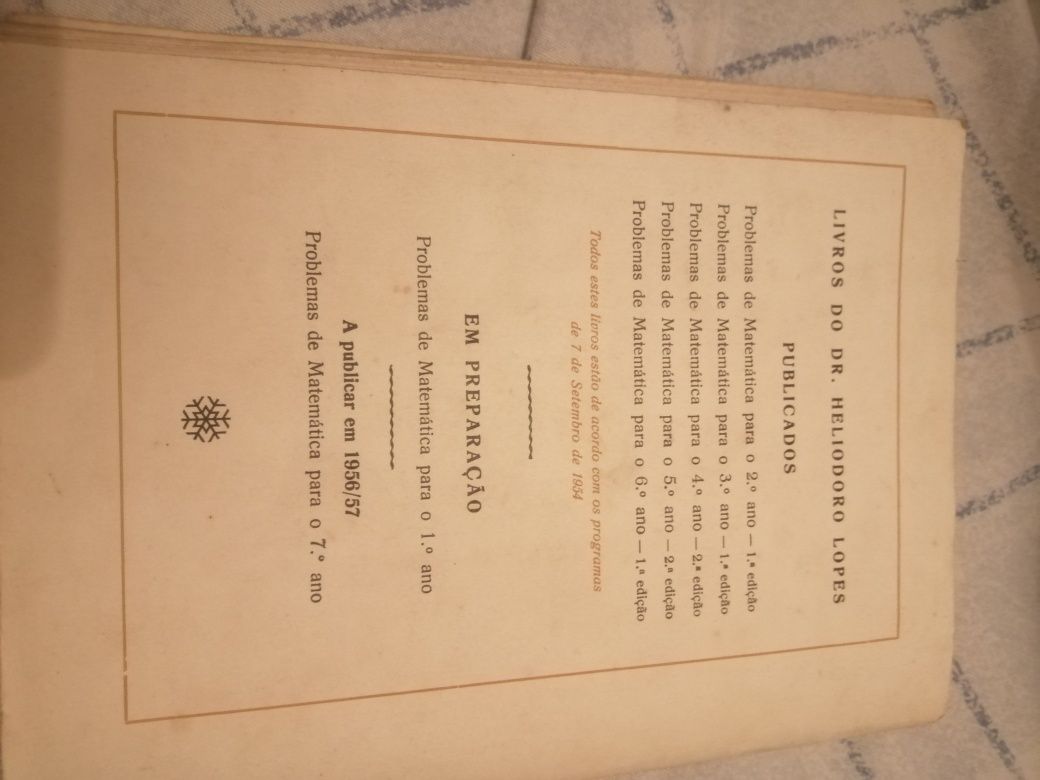 LIVROS DO DR. HELIODORO LOPES
PUBLICADOS
Problemas de Matemática para o 2.º ano — 1.ª edição
Problemas de Matemática para o 3.º ano — 1.ª edição
Problemas de Matemática para o 4.º ano — 2.ª edição
Problemas de Matemática para o 5.º ano — 2.ª edição
Problemas de Matemática para o 6.º ano — 1.ª edição
Todos estes livros estão de acordo com os programas
de 7 de Setembro de 1954
EM PREPARAÇÃO
Problemas de Matemática para o 1.º ano
A publicar em 1956/57
Problemas de Matemática para o 7.º ano